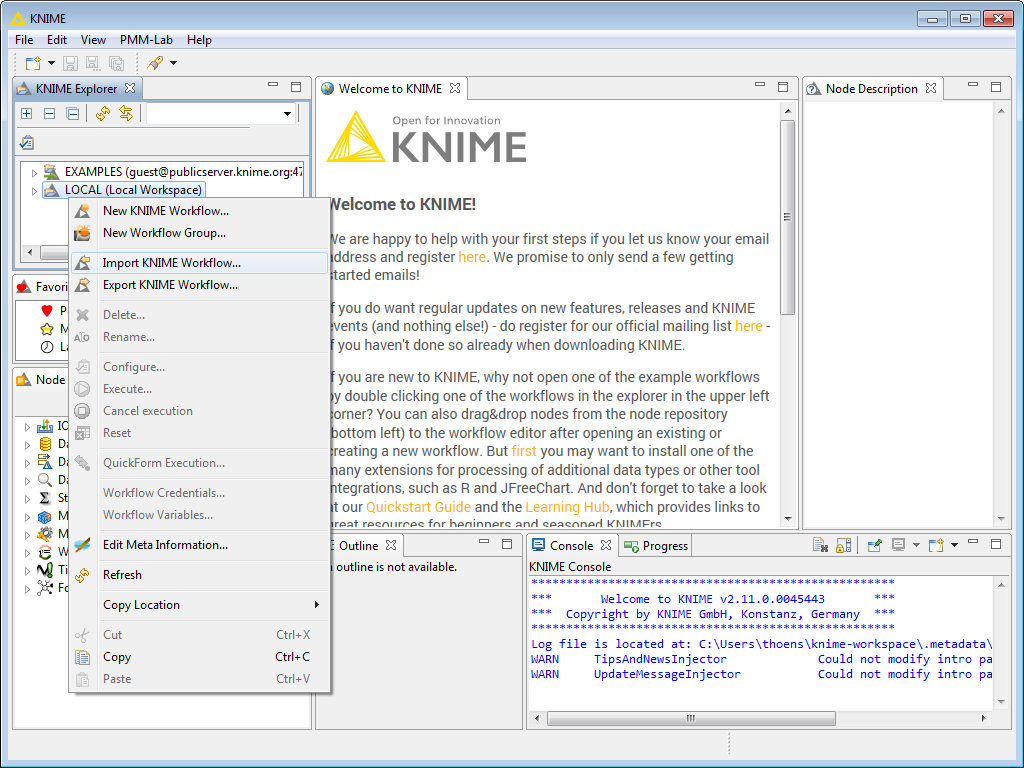 KNIME
File Edit View PMM-Lab Help
KNIME Explorer
EXAMPLES (guest@publicserver.knime.org:47
LOCAL (Local Workspace)
New KNIME Workflow...
New Workflow Group...
Import KNIME Workflow...
Export KNIME Workflow...
Delete...
Rename...
Configure...
Execute...
Cancel execution
Reset
QuickForm Execution...
Workflow Credentials...
Workflow Variables...
Edit Meta Information...
Refresh
Copy Location
Cut Ctrl+X
Copy Ctrl+C
Paste Ctrl+V
Favori
P
M
La
Node
IO
Da
Da
Da
St
M
M
W
Ti
Fo
Welcome to KNIME
Open for Innovation
KNIME
Welcome to KNIME!
We are happy to help with your first steps if you let us know your email
address and register here. We promise to only send a few getting
started emails!
If you do want regular updates on new features, releases and KNIME
events (and nothing else!) - do register for our official mailing list here -
if you haven't done so already when downloading KNIME.
If you are new to KNIME, why not open one of the example workflows
by double clicking one of the workflows in the explorer in the upper left
corner? You can also drag&drop nodes from the node repository
(bottom left) to the workflow editor after opening an existing or
creating a new workflow. But first you may want to install one of the
many extensions for processing of additional data types or other tool
integrations, such as R and JFreeChart. And don't forget to take a look
at our Quickstart Guide and the Learning Hub, which provides links to
great resources for beginners and seasoned KNIMErs.
Node Description
Outline
outline is not available.
Console Progress
KNIME Console
****************************************************
*** Welcome to KNIME v2.11.0.0045443 ***
*** Copyright by KNIME GmbH, Konstanz, Germany ***
****************************************************
Log file is located at: C:\Users\thoens\knime-workspace\.metadata\
WARN TipsAndNewsInjector Could not modify intro pa
WARN UpdateMessageInjector Could not modify intro pa